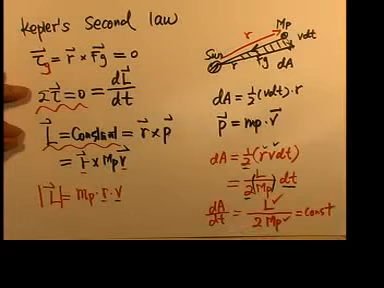 Kepler's Second law
τ⃗g = r⃗ × F⃗g = 0
Στ⃗ = 0 = dL⃗/dt
L⃗ = Constant = r⃗ × p⃗
= r⃗ × Mp v⃗
|L⃗| = mp · r · v
Mp
r
vdt
Sun
Fg
r
dA
dA = ½(vdt) · r
p⃗ = mp · v⃗
dA = ½(r v dt)
= ½(L/Mp) dt
dA/dt = L/2Mp = const